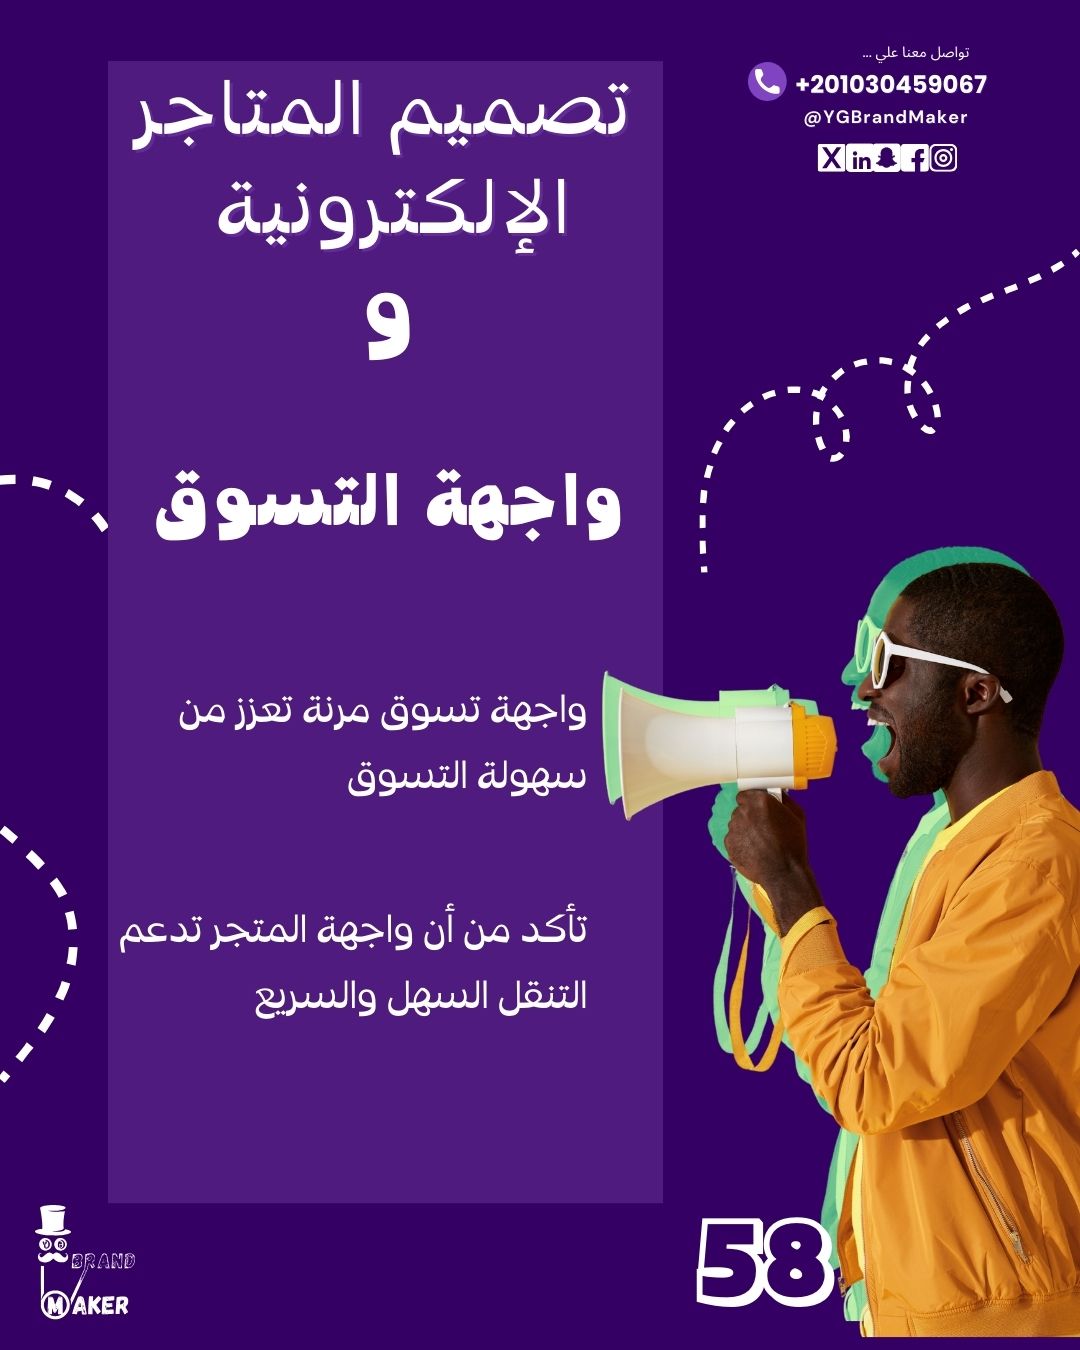 تواصل معنا علي ...
+201030459067
@YGBrandMaker
تصميم المتاجر
الإلكترونية
و
واجهة التسوق
واجهة تسوق مرنة تعزز من
سهولة التسوق
تأكد من أن واجهة المتجر تدعم
التنقل السهل والسريع
BRAND
MAKER
58